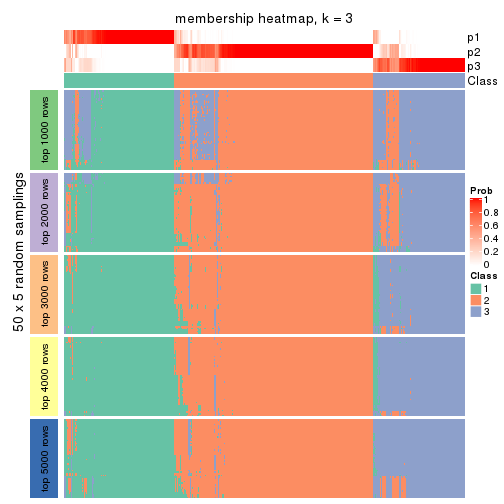 membership heatmap, k = 3
p1
p2
p3
Class
50 x 5 random samplings
top 1000 rows
top 2000 rows
top 3000 rows
top 4000 rows
top 5000 rows
Prob
1
0.8
0.6
0.4
0.2
0
Class
1
2
3